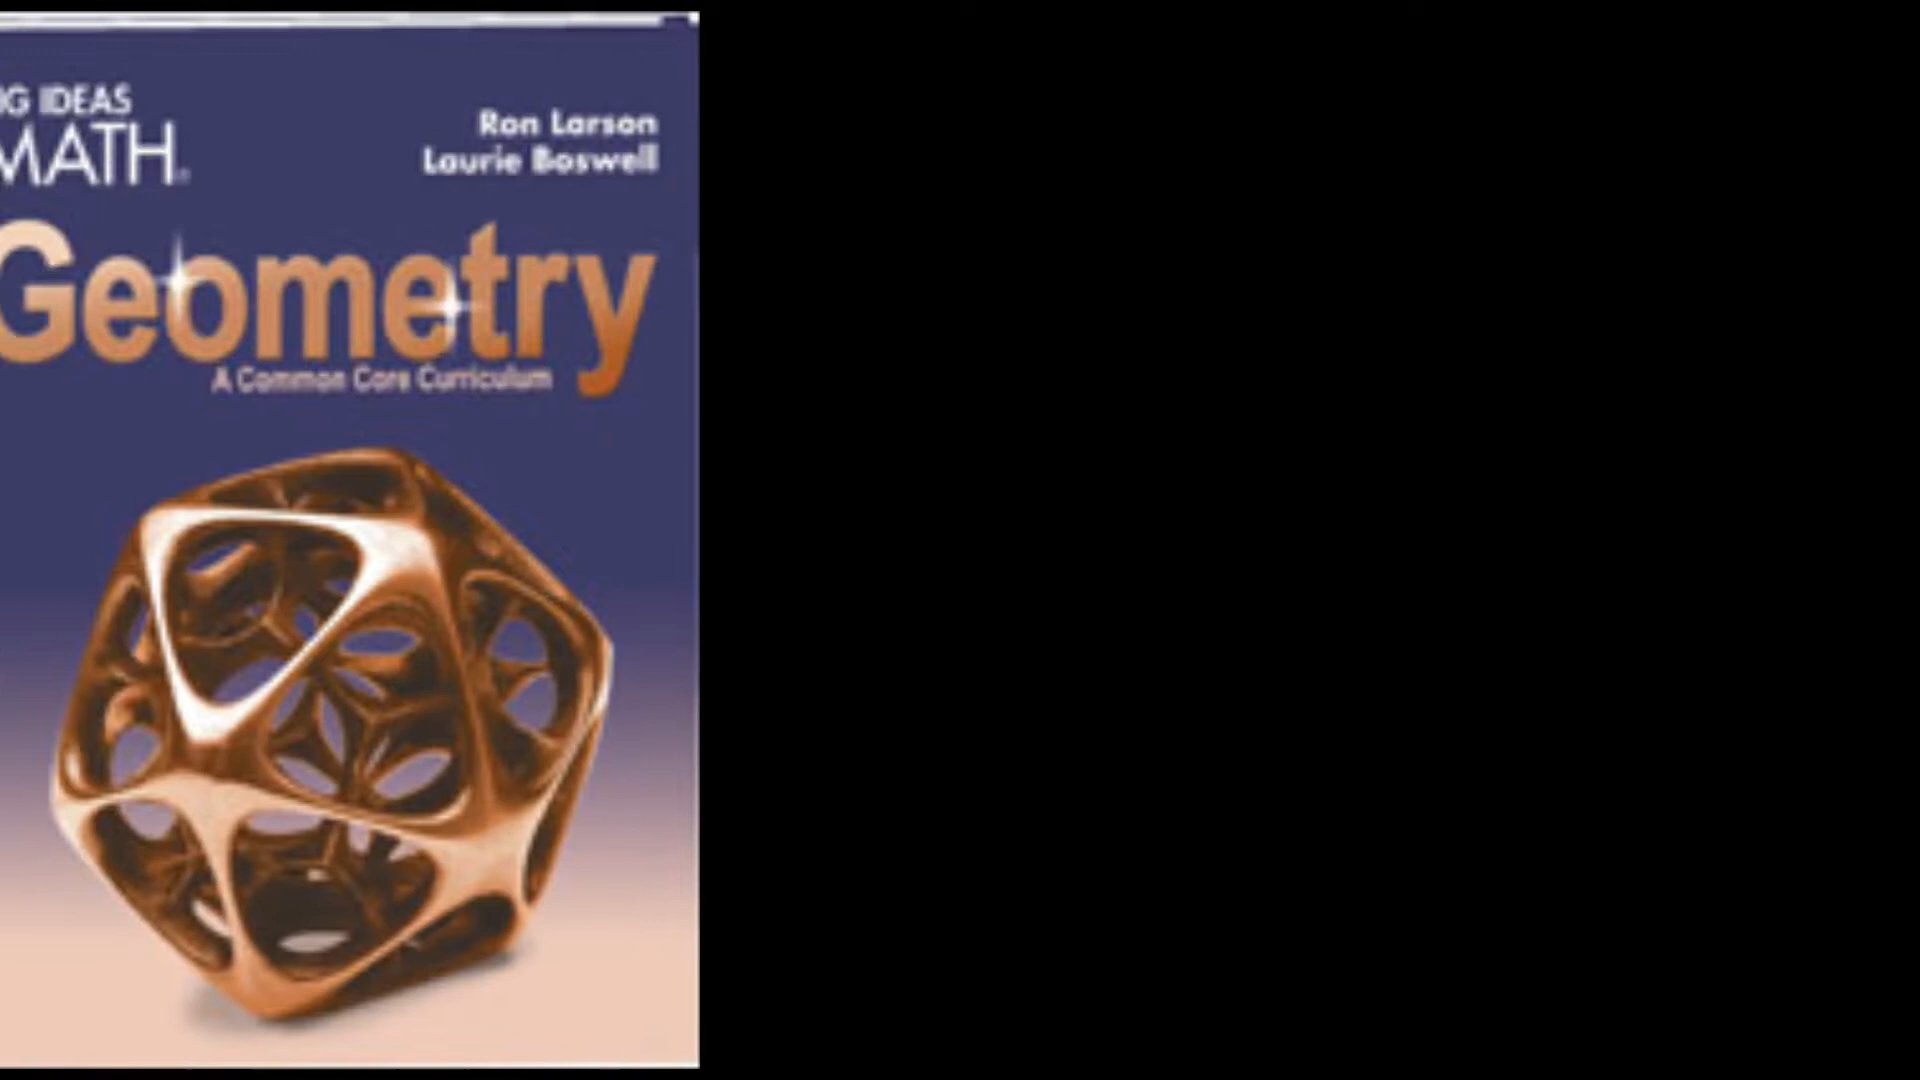 IG IDEAS
MATH
Ron Larson
Laurie Boswell
Geometry
A Common Core Curriculum